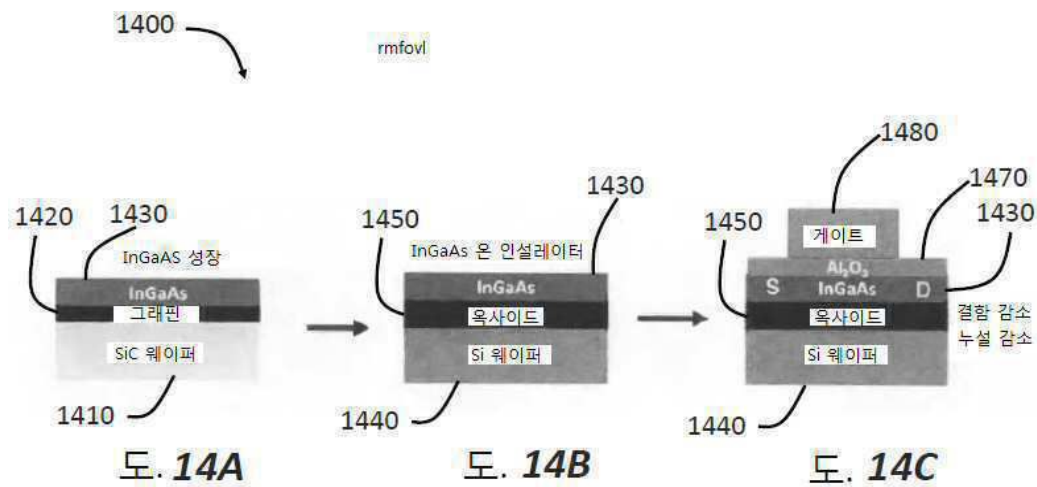 1400
rmfovl
1480
1470
1430
1430
1420
1450
1450
InGaAS 성장
InGaAs 온 인설레이터
게이트
Al₂O₃
InGaAs
그래핀
InGaAs
옥사이드
S InGaAs D
옥사이드
결함 감소
누설 감소
SiC 웨이퍼
Si 웨이퍼
Si 웨이퍼
1410
1440
1440
도. 14A
도. 14B
도. 14C